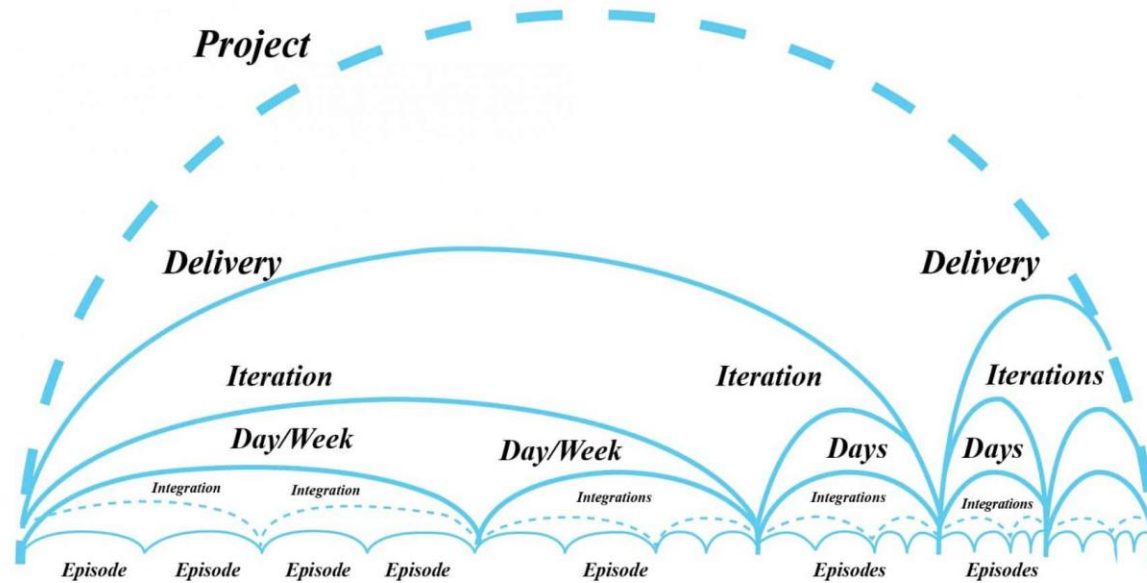 Project
Delivery
Delivery
Iteration
Iteration
Iterations
Day/Week
Day/Week
Days
Days
Integration
Integration
Integrations
Integrations
Integrations
Episode
Episode
Episode
Episode
Episode
Episodes
Episodes